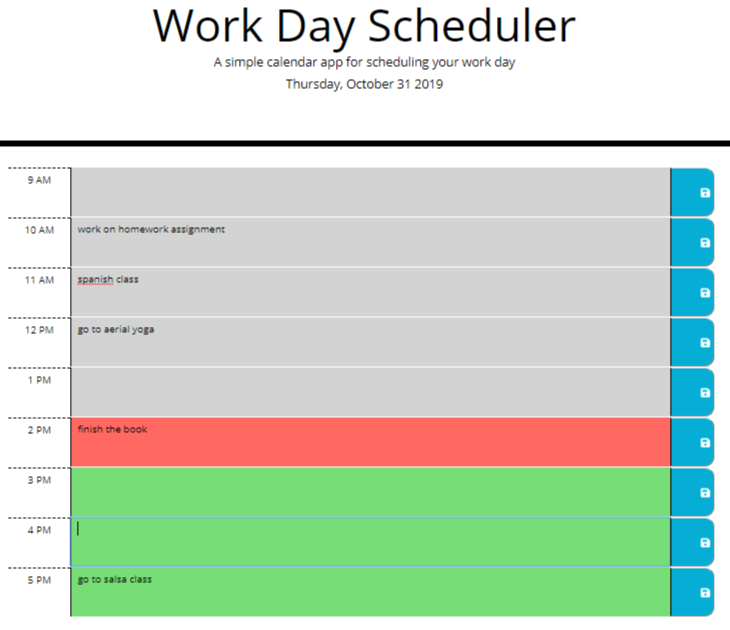 Work Day Scheduler
A simple calendar app for scheduling your work day
Thursday, October 31 2019
9 AM
10 AM work on homework assignment
11 AM spanish class
12 PM go to aerial yoga
1 PM
2 PM finish the book
3 PM
4 PM
5 PM go to salsa class